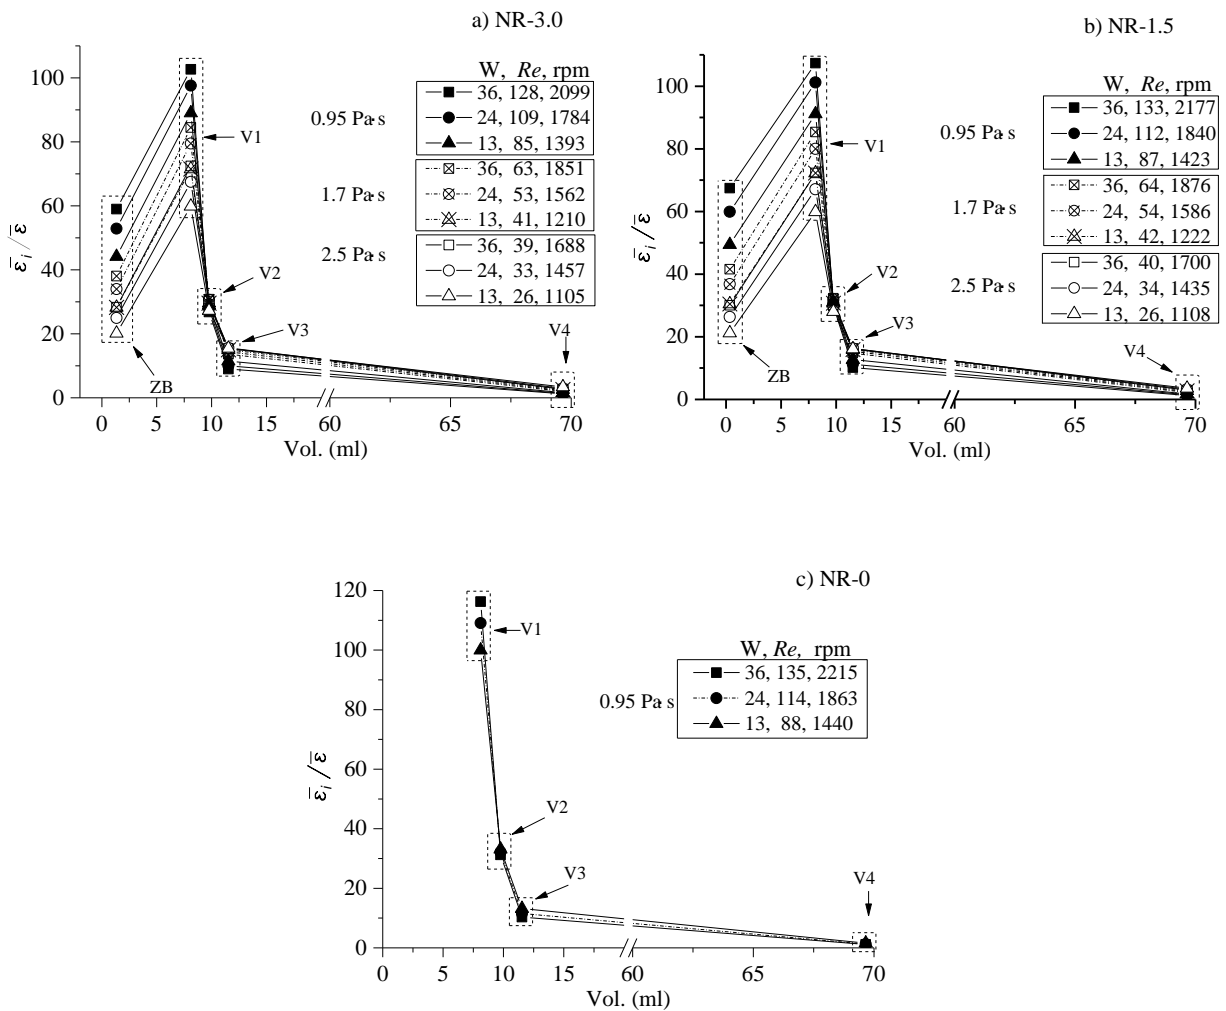 a) NR-3.0
W, Re, rpm
36, 128, 2099
24, 109, 1784
13, 85, 1393
0.95 Pa·s
36, 63, 1851
24, 53, 1562
13, 41, 1210
1.7 Pa·s
36, 39, 1688
24, 33, 1457
13, 26, 1105
2.5 Pa·s
V1
V2
V3
V4
ZB
100
80
60
40
20
0
ε̄i/ε̄
0 5 10 15 60 65 70
Vol. (ml)
b) NR-1.5
W, Re, rpm
36, 133, 2177
24, 112, 1840
13, 87, 1423
0.95 Pa·s
36, 64, 1876
24, 54, 1586
13, 42, 1222
1.7 Pa·s
36, 40, 1700
24, 34, 1435
13, 26, 1108
2.5 Pa·s
V1
V2
V3
V4
ZB
100
80
60
40
20
0
ε̄i/ε̄
0 5 10 15 60 65 70
Vol. (ml)
c) NR-0
W, Re, rpm
36, 135, 2215
24, 114, 1863
13, 88, 1440
0.95 Pa·s
V1
V2
V3
V4
120
100
80
60
40
20
0
ε̄i/ε̄
0 5 10 15 60 65 70
Vol. (ml)